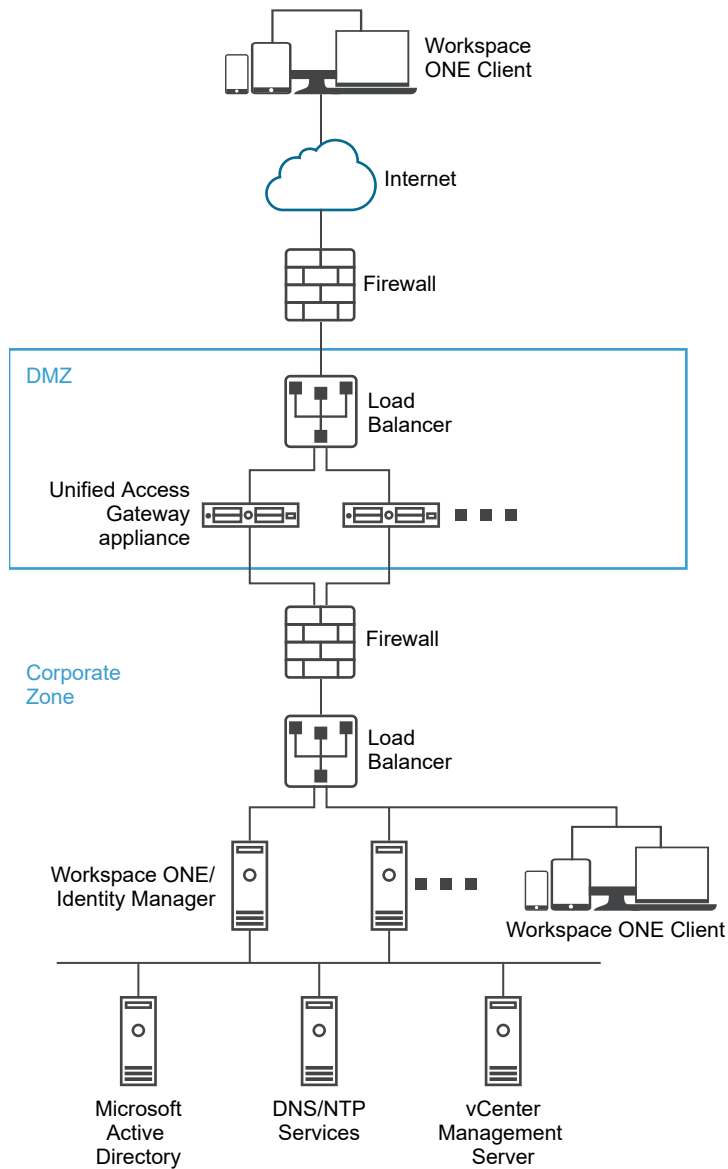 Workspace
ONE Client
Internet
Firewall
DMZ
Load
Balancer
Unified Access
Gateway
appliance
Firewall
Corporate
Zone
Load
Balancer
Workspace ONE/
Identity Manager
Workspace ONE Client
Microsoft
Active
Directory
DNS/NTP
Services
vCenter
Management
Server